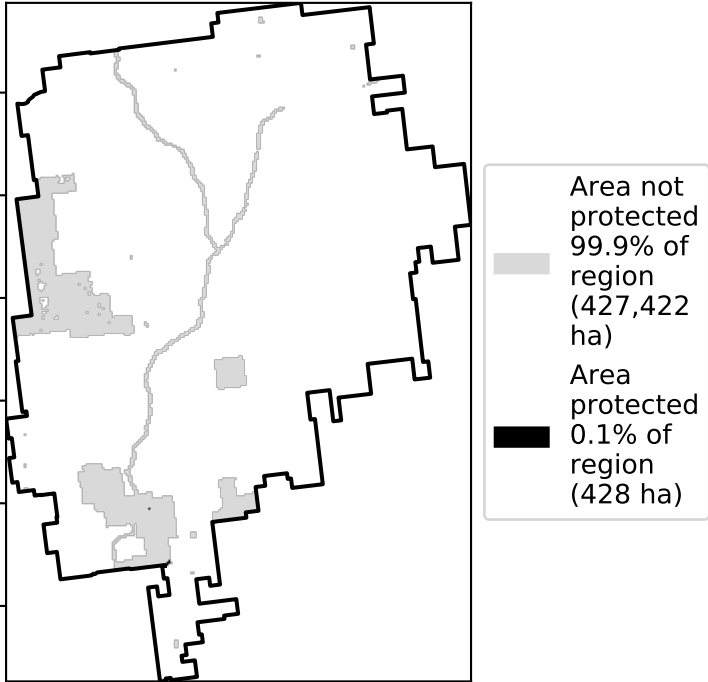 Area not
protected
99.9% of
region
(427,422
ha)
Area
protected
0.1% of
region
(428 ha)